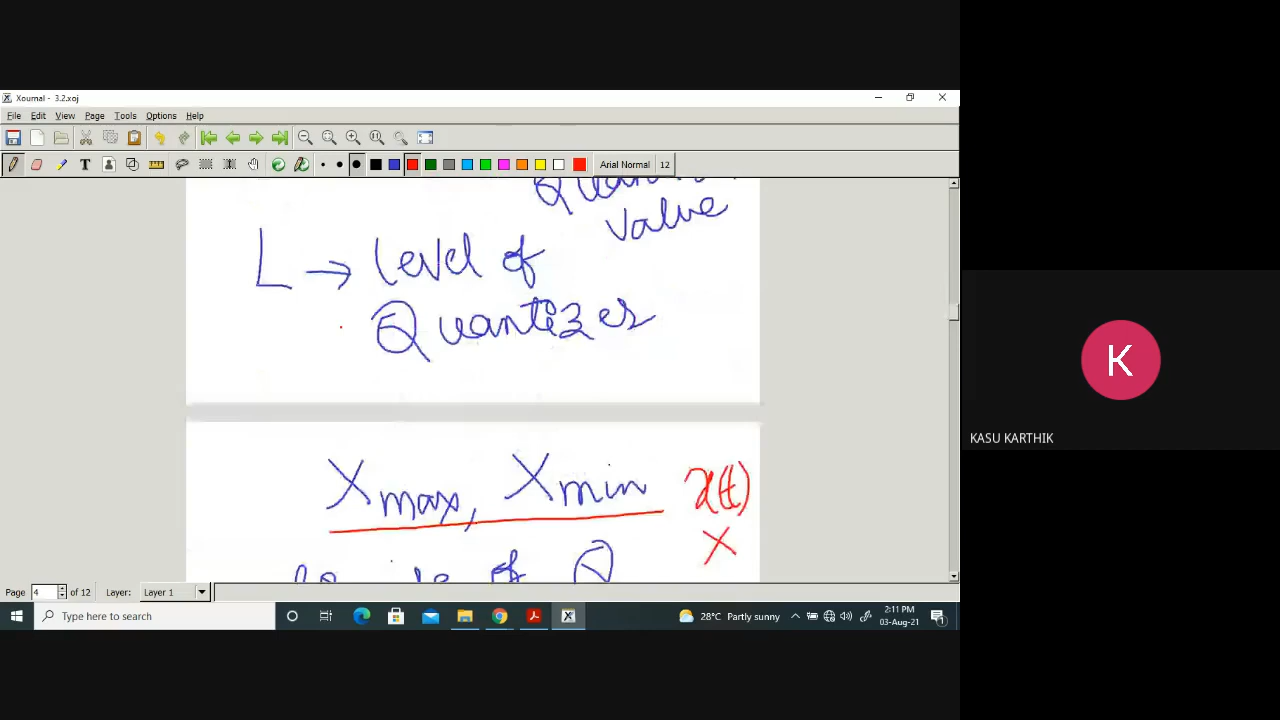 Xournal - 3.2.xoj
File Edit View Page Tools Options Help
Arial Normal 12
value
L → level of
Quantizer
Xmax, Xmin x(t)
X
of Q
KASU KARTHIK
K
Page 4 of 12 Layer: Layer 1
Type here to search
28°C Partly sunny
2:11 PM
03-Aug-21
1